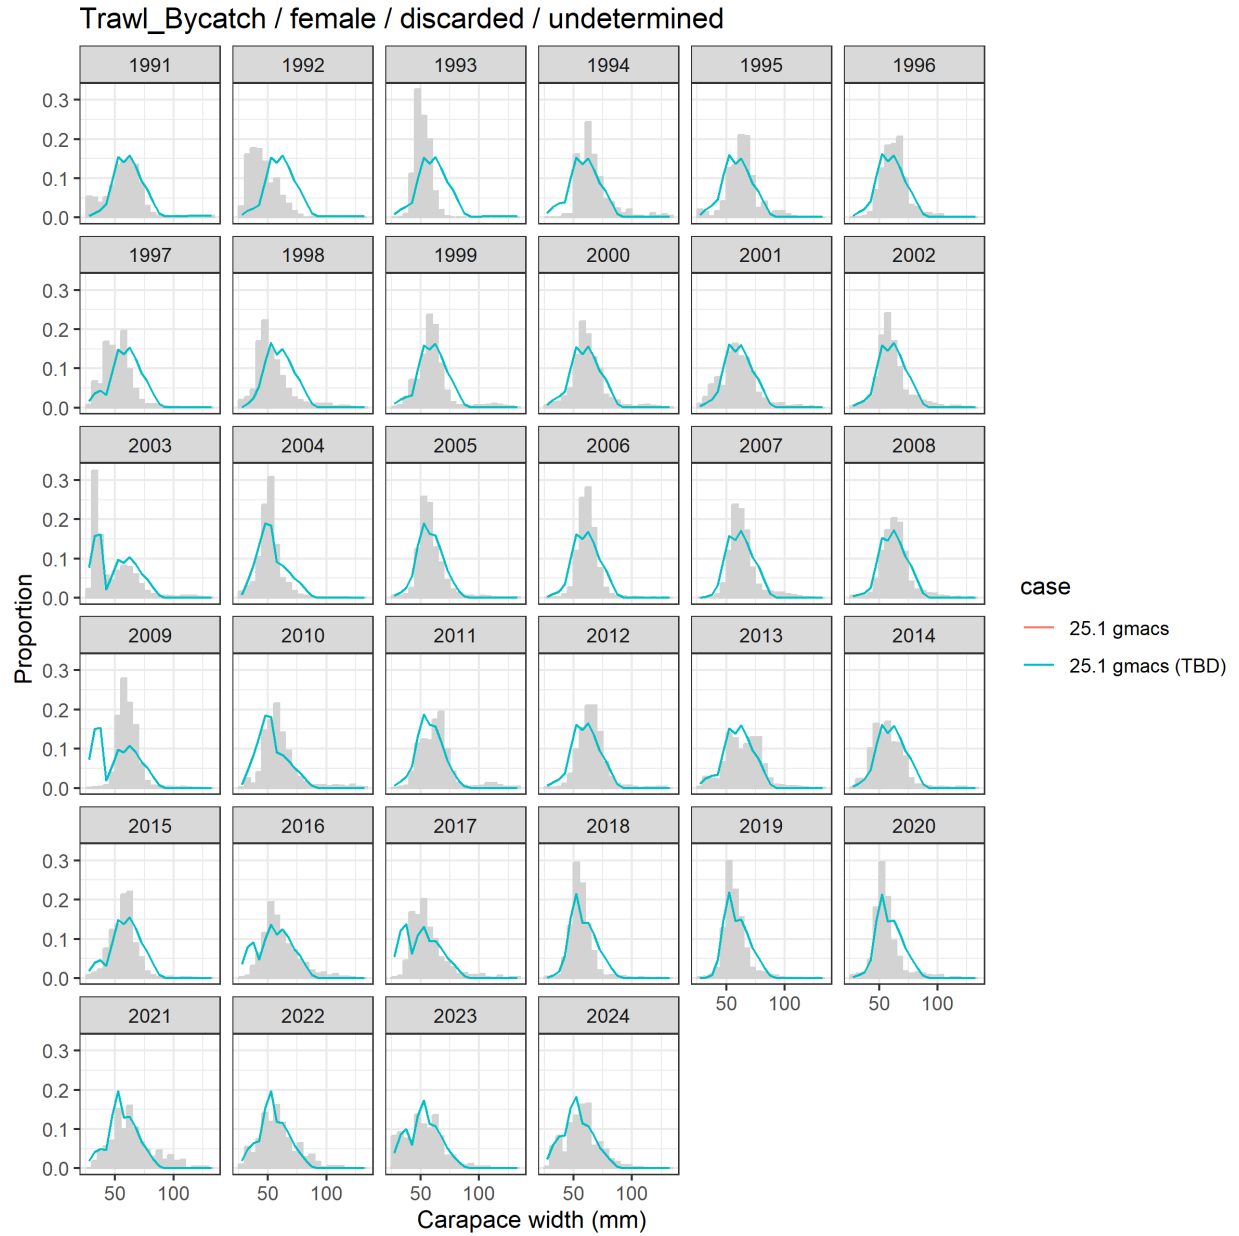 Trawl_Bycatch / female / discarded / undetermined
1991 1992 1993 1994 1995 1996
0.3
0.2
0.1
0.0
1997 1998 1999 2000 2001 2002
0.3
0.2
0.1
0.0
2003 2004 2005 2006 2007 2008
0.3
0.2
0.1
0.0
2009 2010 2011 2012 2013 2014
0.3
0.2
0.1
0.0
2015 2016 2017 2018 2019 2020
0.3
0.2
0.1
0.0
50 100 50 100
2021 2022 2023 2024
0.3
0.2
0.1
0.0
50 100 50 100 50 100 50 100
Carapace width (mm)
Proportion
case
25.1 gmacs
25.1 gmacs (TBD)